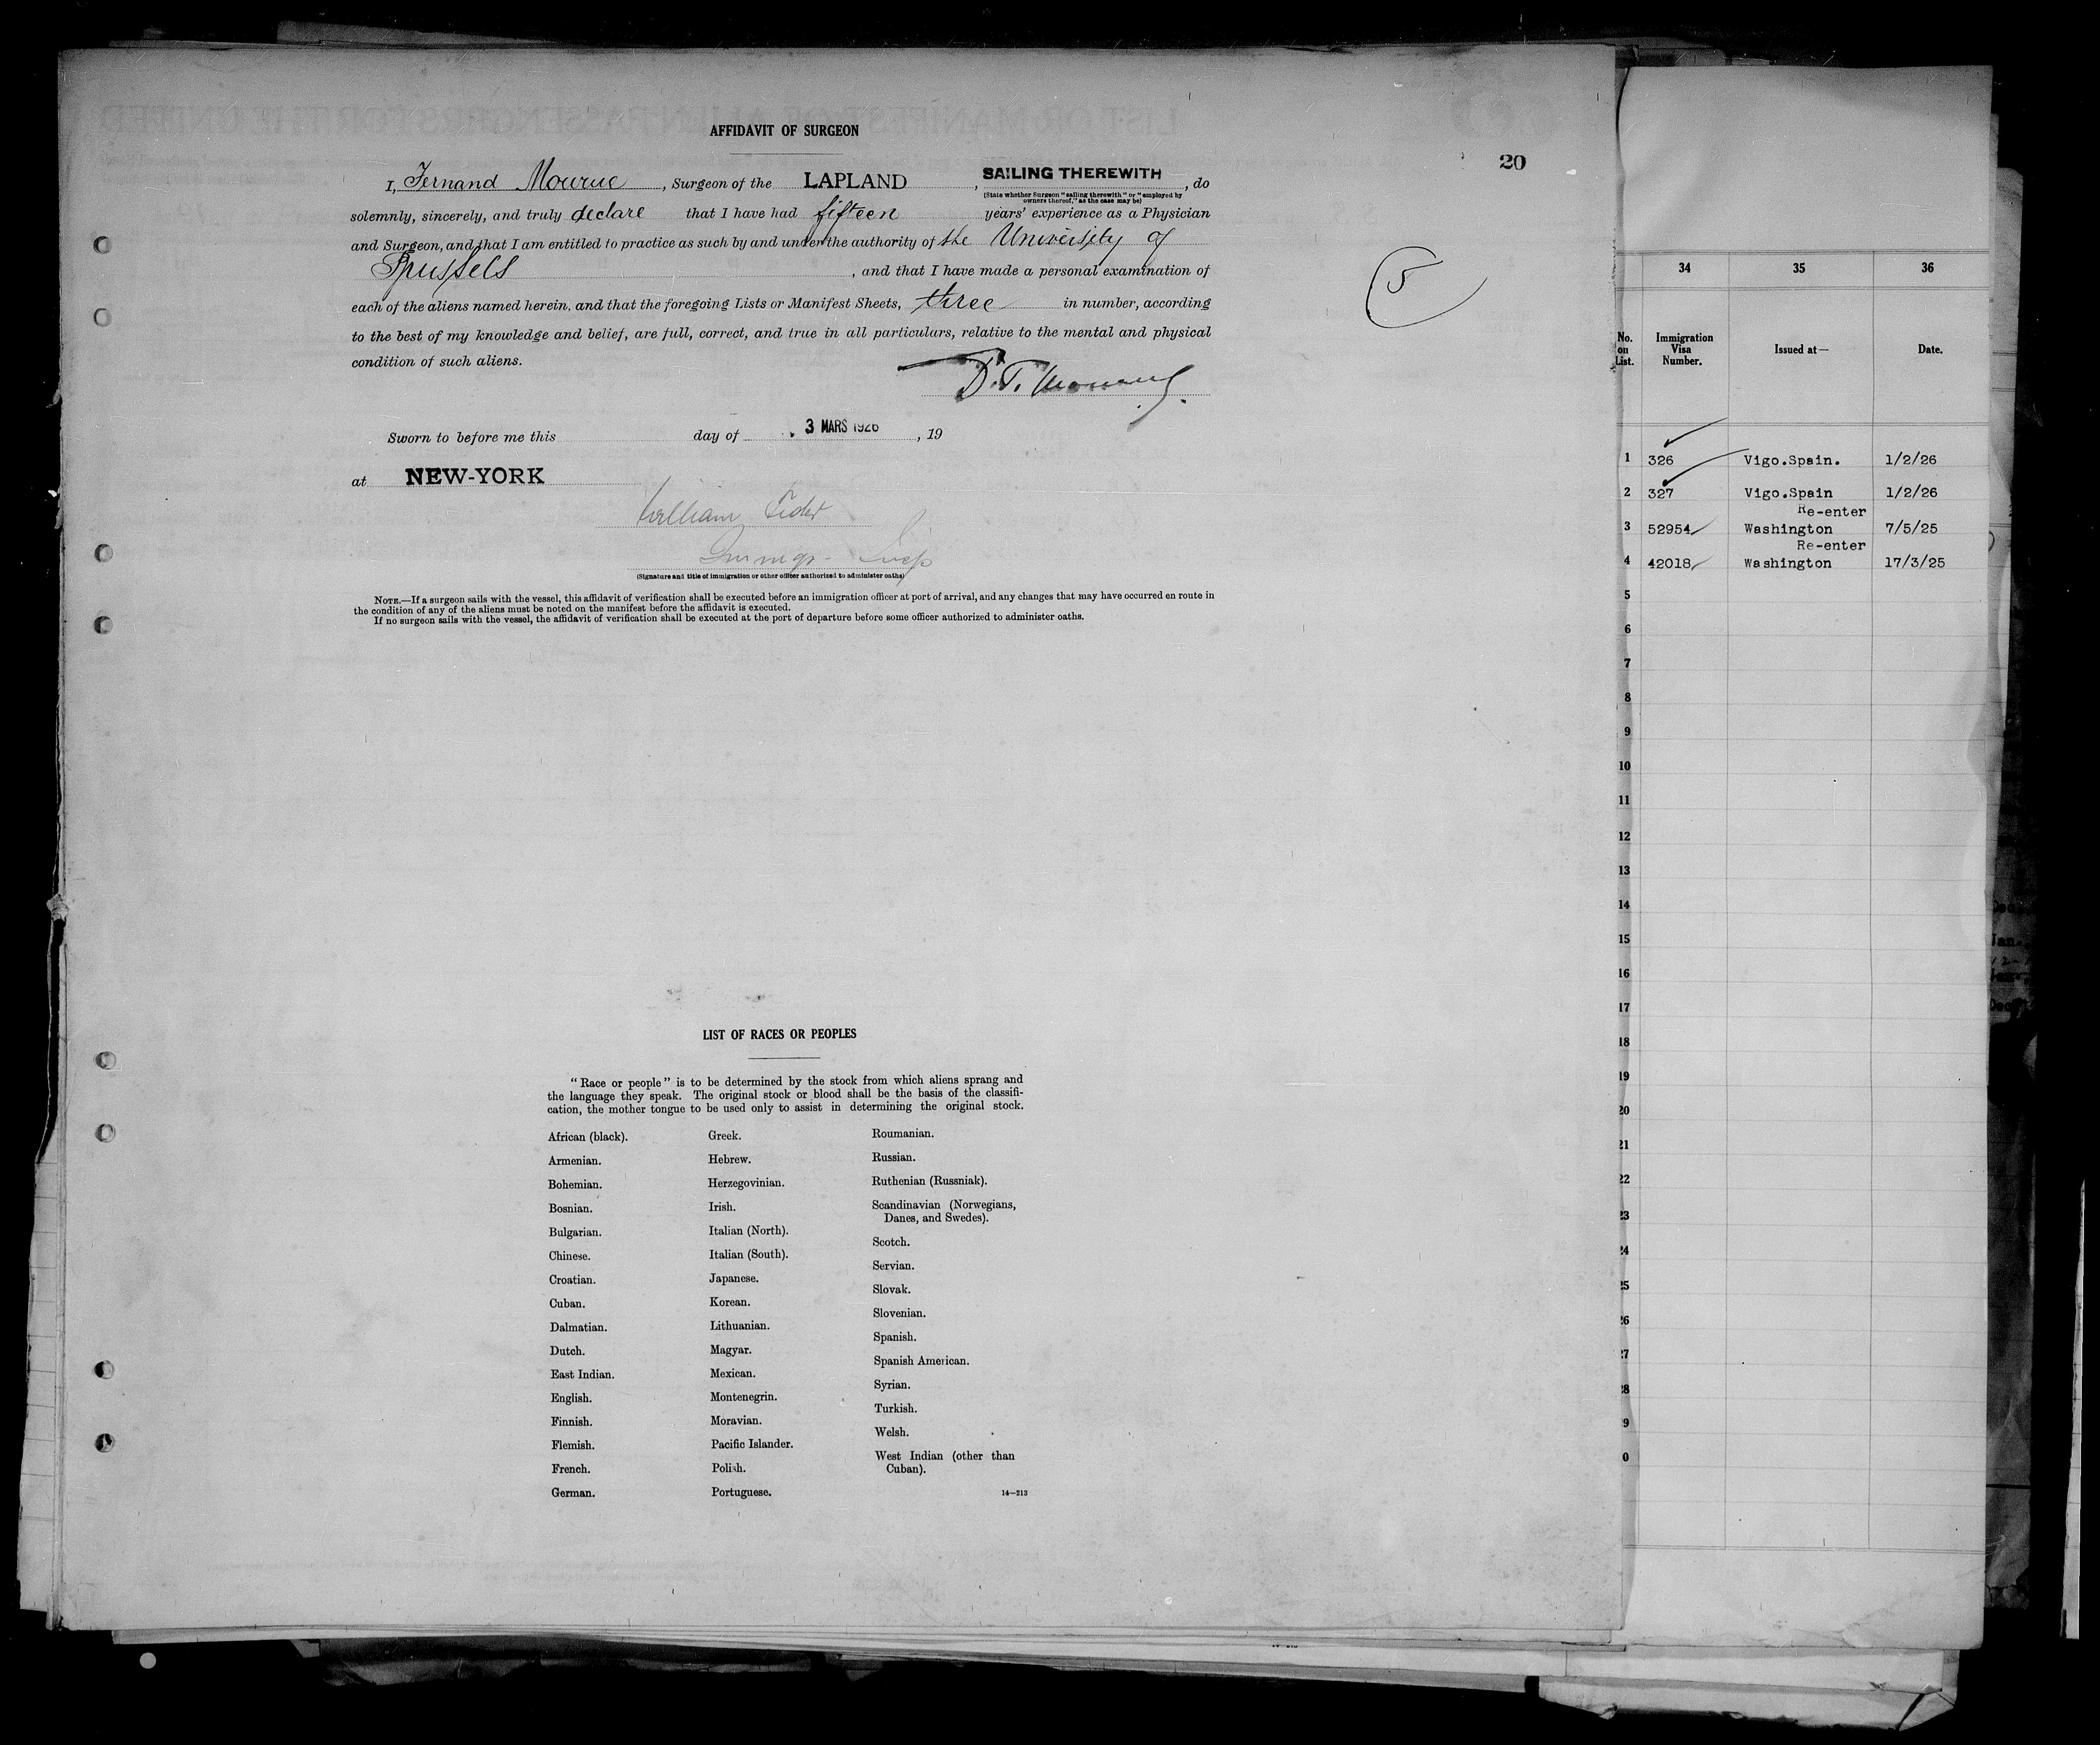 AFFIDAVIT OF SURGEON
20
I, Fernand , Surgeon of the LAPLAND , SAILING THEREWITH , do
(State whether Surgeon "sailing therewith" or "employed by
owners thereof," as the case may be)
solemnly, sincerely, and truly declare that I have had fifteen years' experience as a Physician
and Surgeon, and that I am entitled to practice as such by and under the authority of the University of
Brussels , and that I have made a personal examination of
each of the aliens named herein, and that the foregoing Lists or Manifest Sheets, three in number, according
to the best of my knowledge and belief, are full, correct, and true in all particulars, relative to the mental and physical
condition of such aliens.
5
Sworn to before me this day of 3 MARS 1926 , 19
at NEW-YORK
William
Immgr. Insp
(Signature and title of immigration or other officer authorized to administer oaths)
NOTE.—If a surgeon sails with the vessel, this affidavit of verification shall be executed before an immigration officer at port of arrival, and any changes that may have occurred en route in
the condition of any of the aliens must be noted on the manifest before the affidavit is executed.
If no surgeon sails with the vessel, the affidavit of verification shall be executed at the port of departure before some officer authorized to administer oaths.
LIST OF RACES OR PEOPLES
"Race or people" is to be determined by the stock from which aliens sprang and
the language they speak. The original stock or blood shall be the basis of the classifi-
cation, the mother tongue to be used only to assist in determining the original stock.
African (black).
Armenian.
Bohemian.
Bosnian.
Bulgarian.
Chinese.
Croatian.
Cuban.
Dalmatian.
Dutch.
East Indian.
English.
Finnish.
Flemish.
French.
German.
Greek.
Hebrew.
Herzegovinian.
Irish.
Italian (North).
Italian (South).
Japanese.
Korean.
Lithuanian.
Magyar.
Mexican.
Montenegrin.
Moravian.
Pacific Islander.
Polish.
Portuguese.
Roumanian.
Russian.
Ruthenian (Russniak).
Scandinavian (Norwegians,
Danes, and Swedes).
Scotch.
Servian.
Slovak.
Slovenian.
Spanish.
Spanish American.
Syrian.
Turkish.
Welsh.
West Indian (other than
Cuban).
14—213
34 35 36
No. on List. Immigration Visa Number. Issued at— Date.
1 326 Vigo.Spain. 1/2/26
2 327 Vigo.Spain 1/2/26
Re-enter
3 52954 Washington 7/5/25
Re-enter
4 42018 Washington 17/3/25
5
6
7
8
9
10
11
12
13
14
15
16
17
18
19
20
21
22
23
24
25
26
27
28
9
0